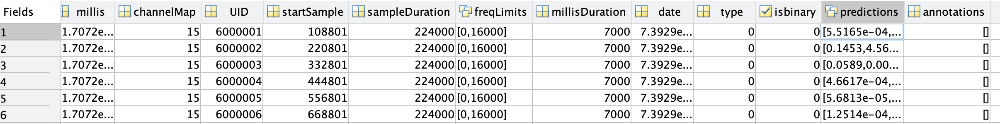 Fields millis channelMap UID startSample sampleDuration freqLimits millisDuration date type isbinary predictions annotations
1 1.7072e... 15 6000001 108801 224000 [0,16000] 7000 7.3929e... 0 0 [5.5165e-04,... []
2 1.7072e... 15 6000002 220801 224000 [0,16000] 7000 7.3929e... 0 0 [0.1453,4.56... []
3 1.7072e... 15 6000003 332801 224000 [0,16000] 7000 7.3929e... 0 0 [0.0589,0.00... []
4 1.7072e... 15 6000004 444801 224000 [0,16000] 7000 7.3929e... 0 0 [4.6617e-04,... []
5 1.7072e... 15 6000005 556801 224000 [0,16000] 7000 7.3929e... 0 0 [5.6813e-05,... []
6 1.7072e... 15 6000006 668801 224000 [0,16000] 7000 7.3929e... 0 0 [1.2514e-04,... []